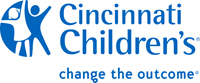 Cincinnati
Children's®
change the outcome®